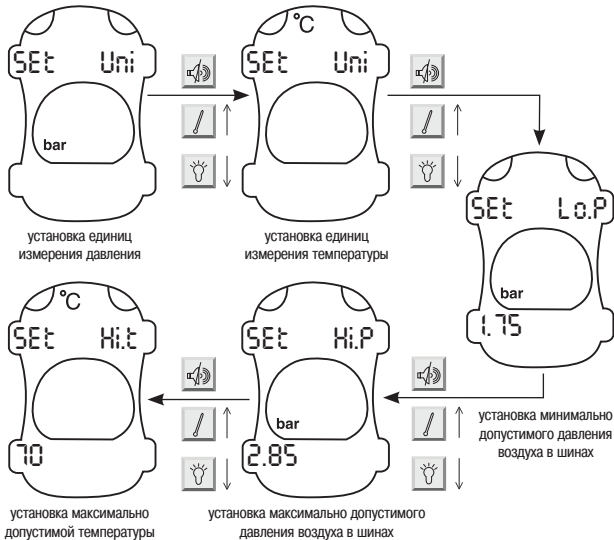 °C
SEt Uni
SEt Uni
bar
установка единиц
измерения давления
установка единиц
измерения температуры
SEt Lo.P
bar
1.75
установка минимально
допустимого давления
воздуха в шинах
°C
SEt Hi.t
SEt Hi.P
bar
70
2.85
установка максимально
допустимой температуры
установка максимально допустимого
давления воздуха в шинах